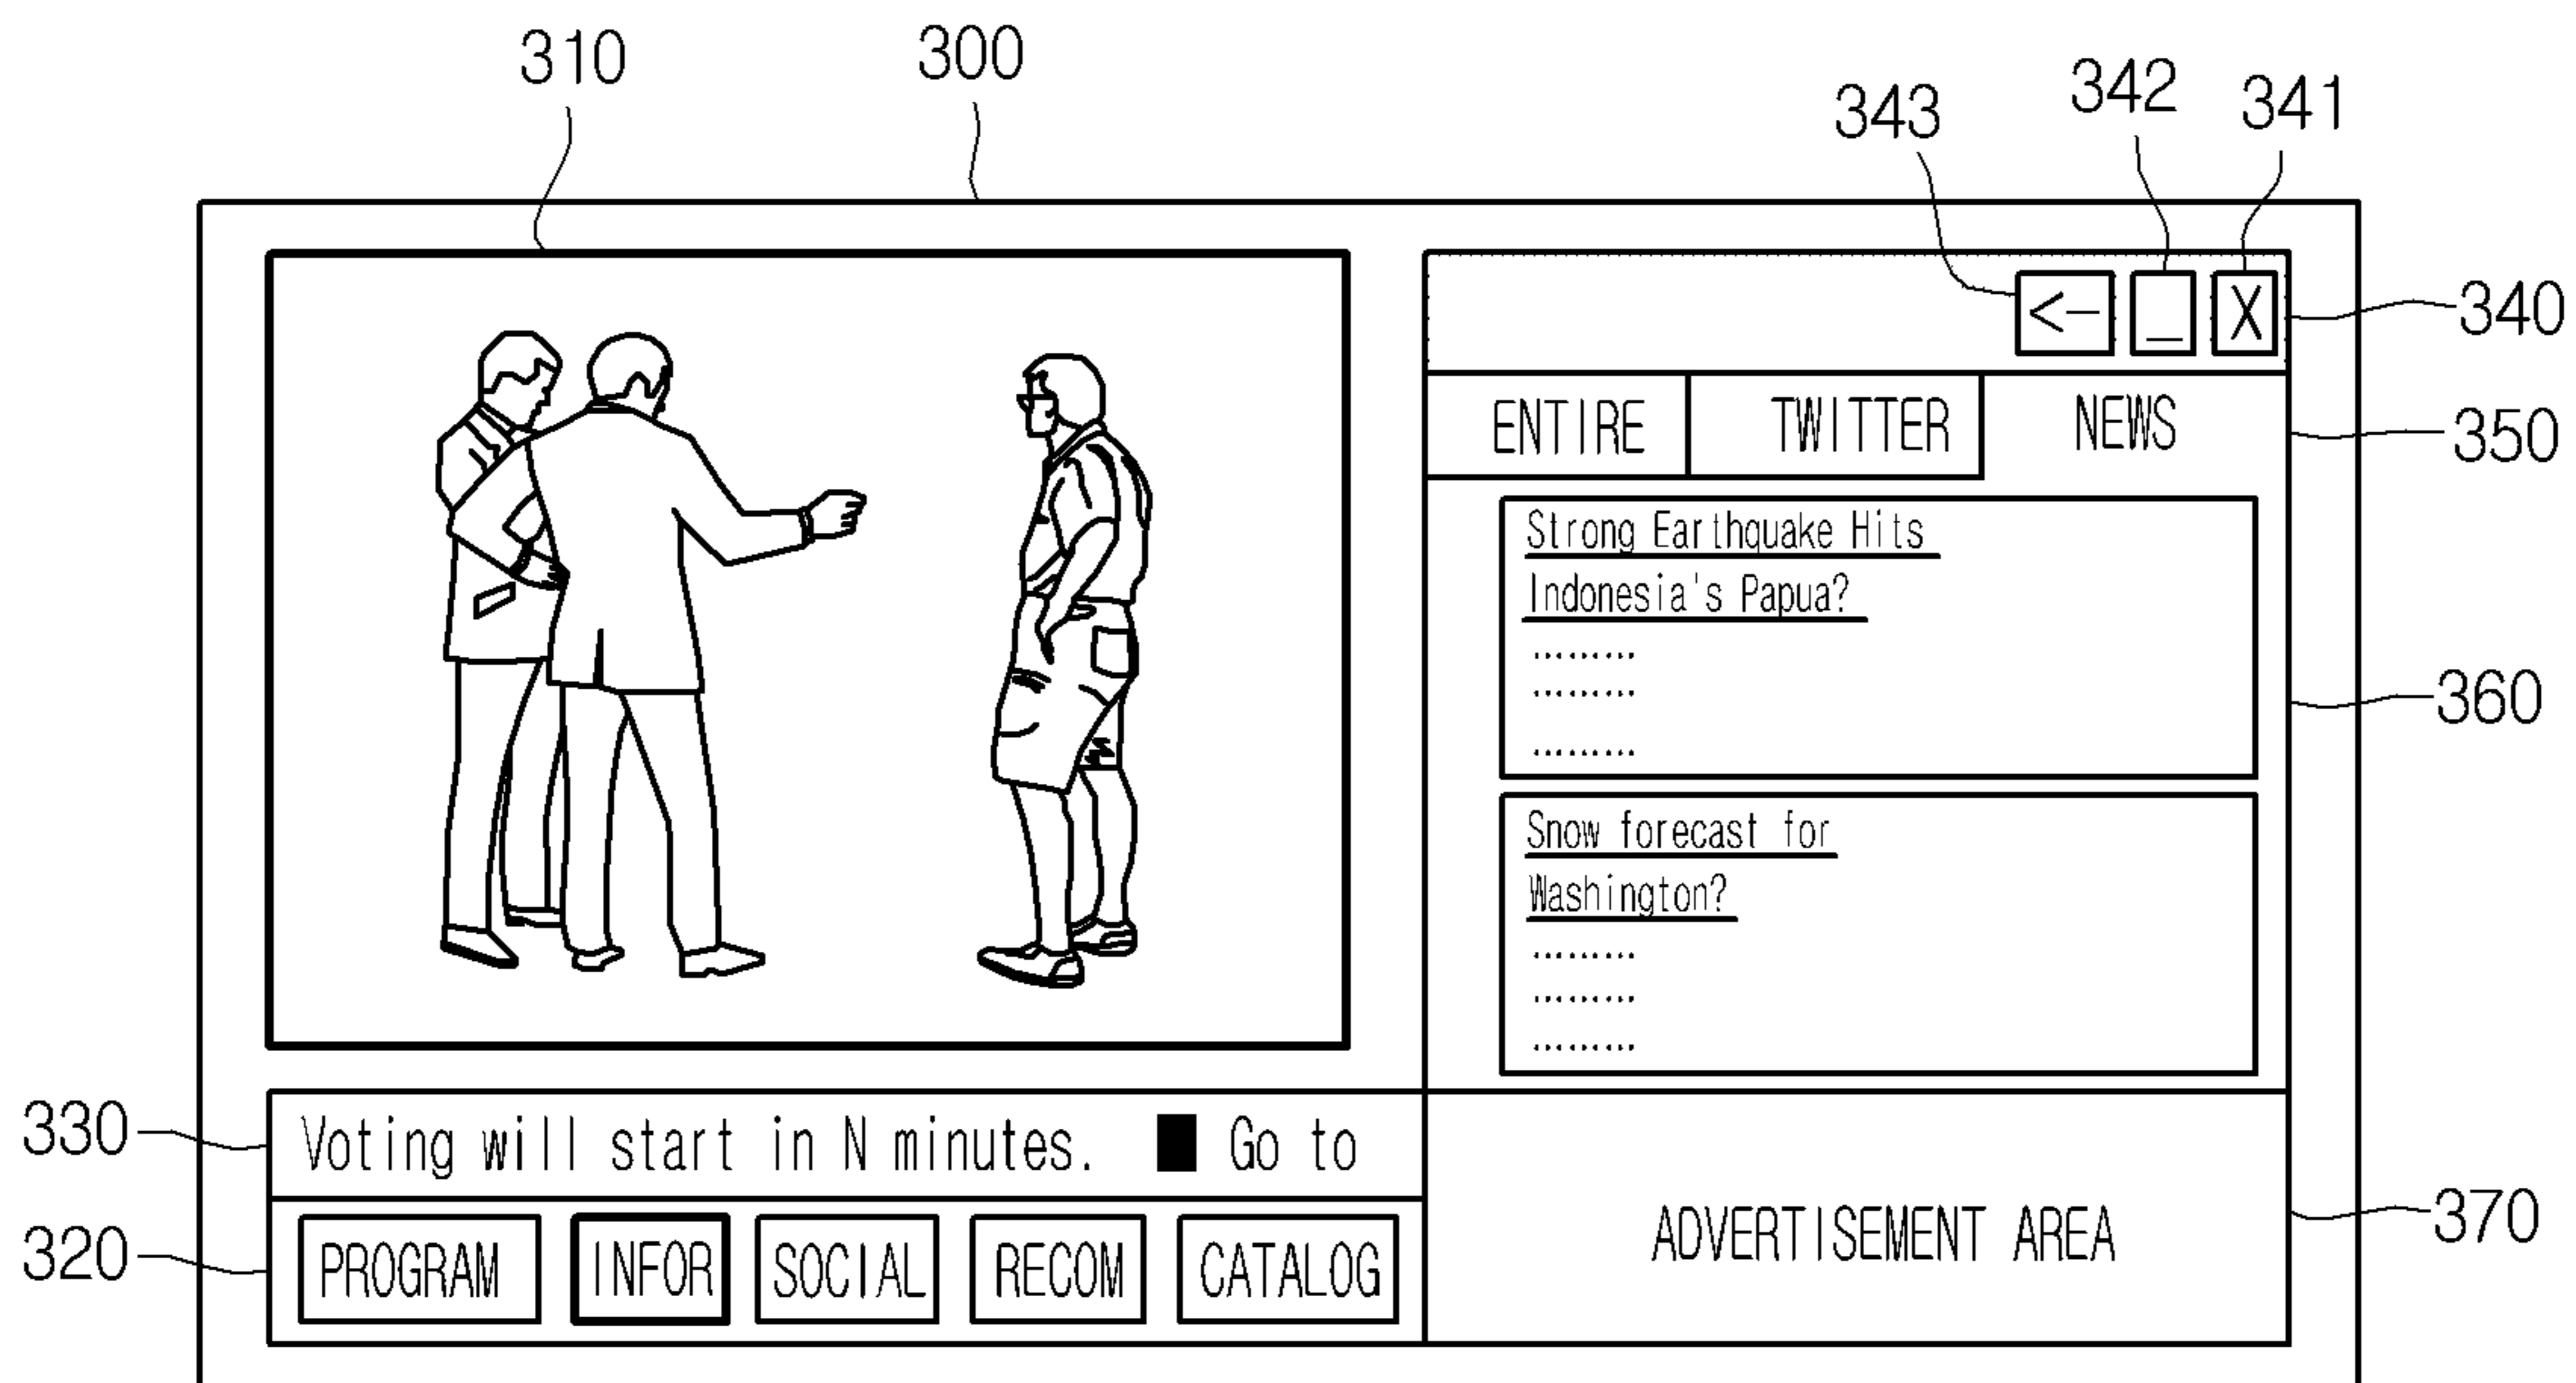 310
300
343
342
341
<-
_
X
340
ENTIRE TWITTER NEWS
350
Strong Earthquake Hits
Indonesia's Papua?
.........
.........
.........
360
Snow forecast for
Washington?
.........
.........
.........
330
Voting will start in N minutes. ■ Go to
320
PROGRAM INFOR SOCIAL RECOM CATALOG
ADVERTISEMENT AREA
370